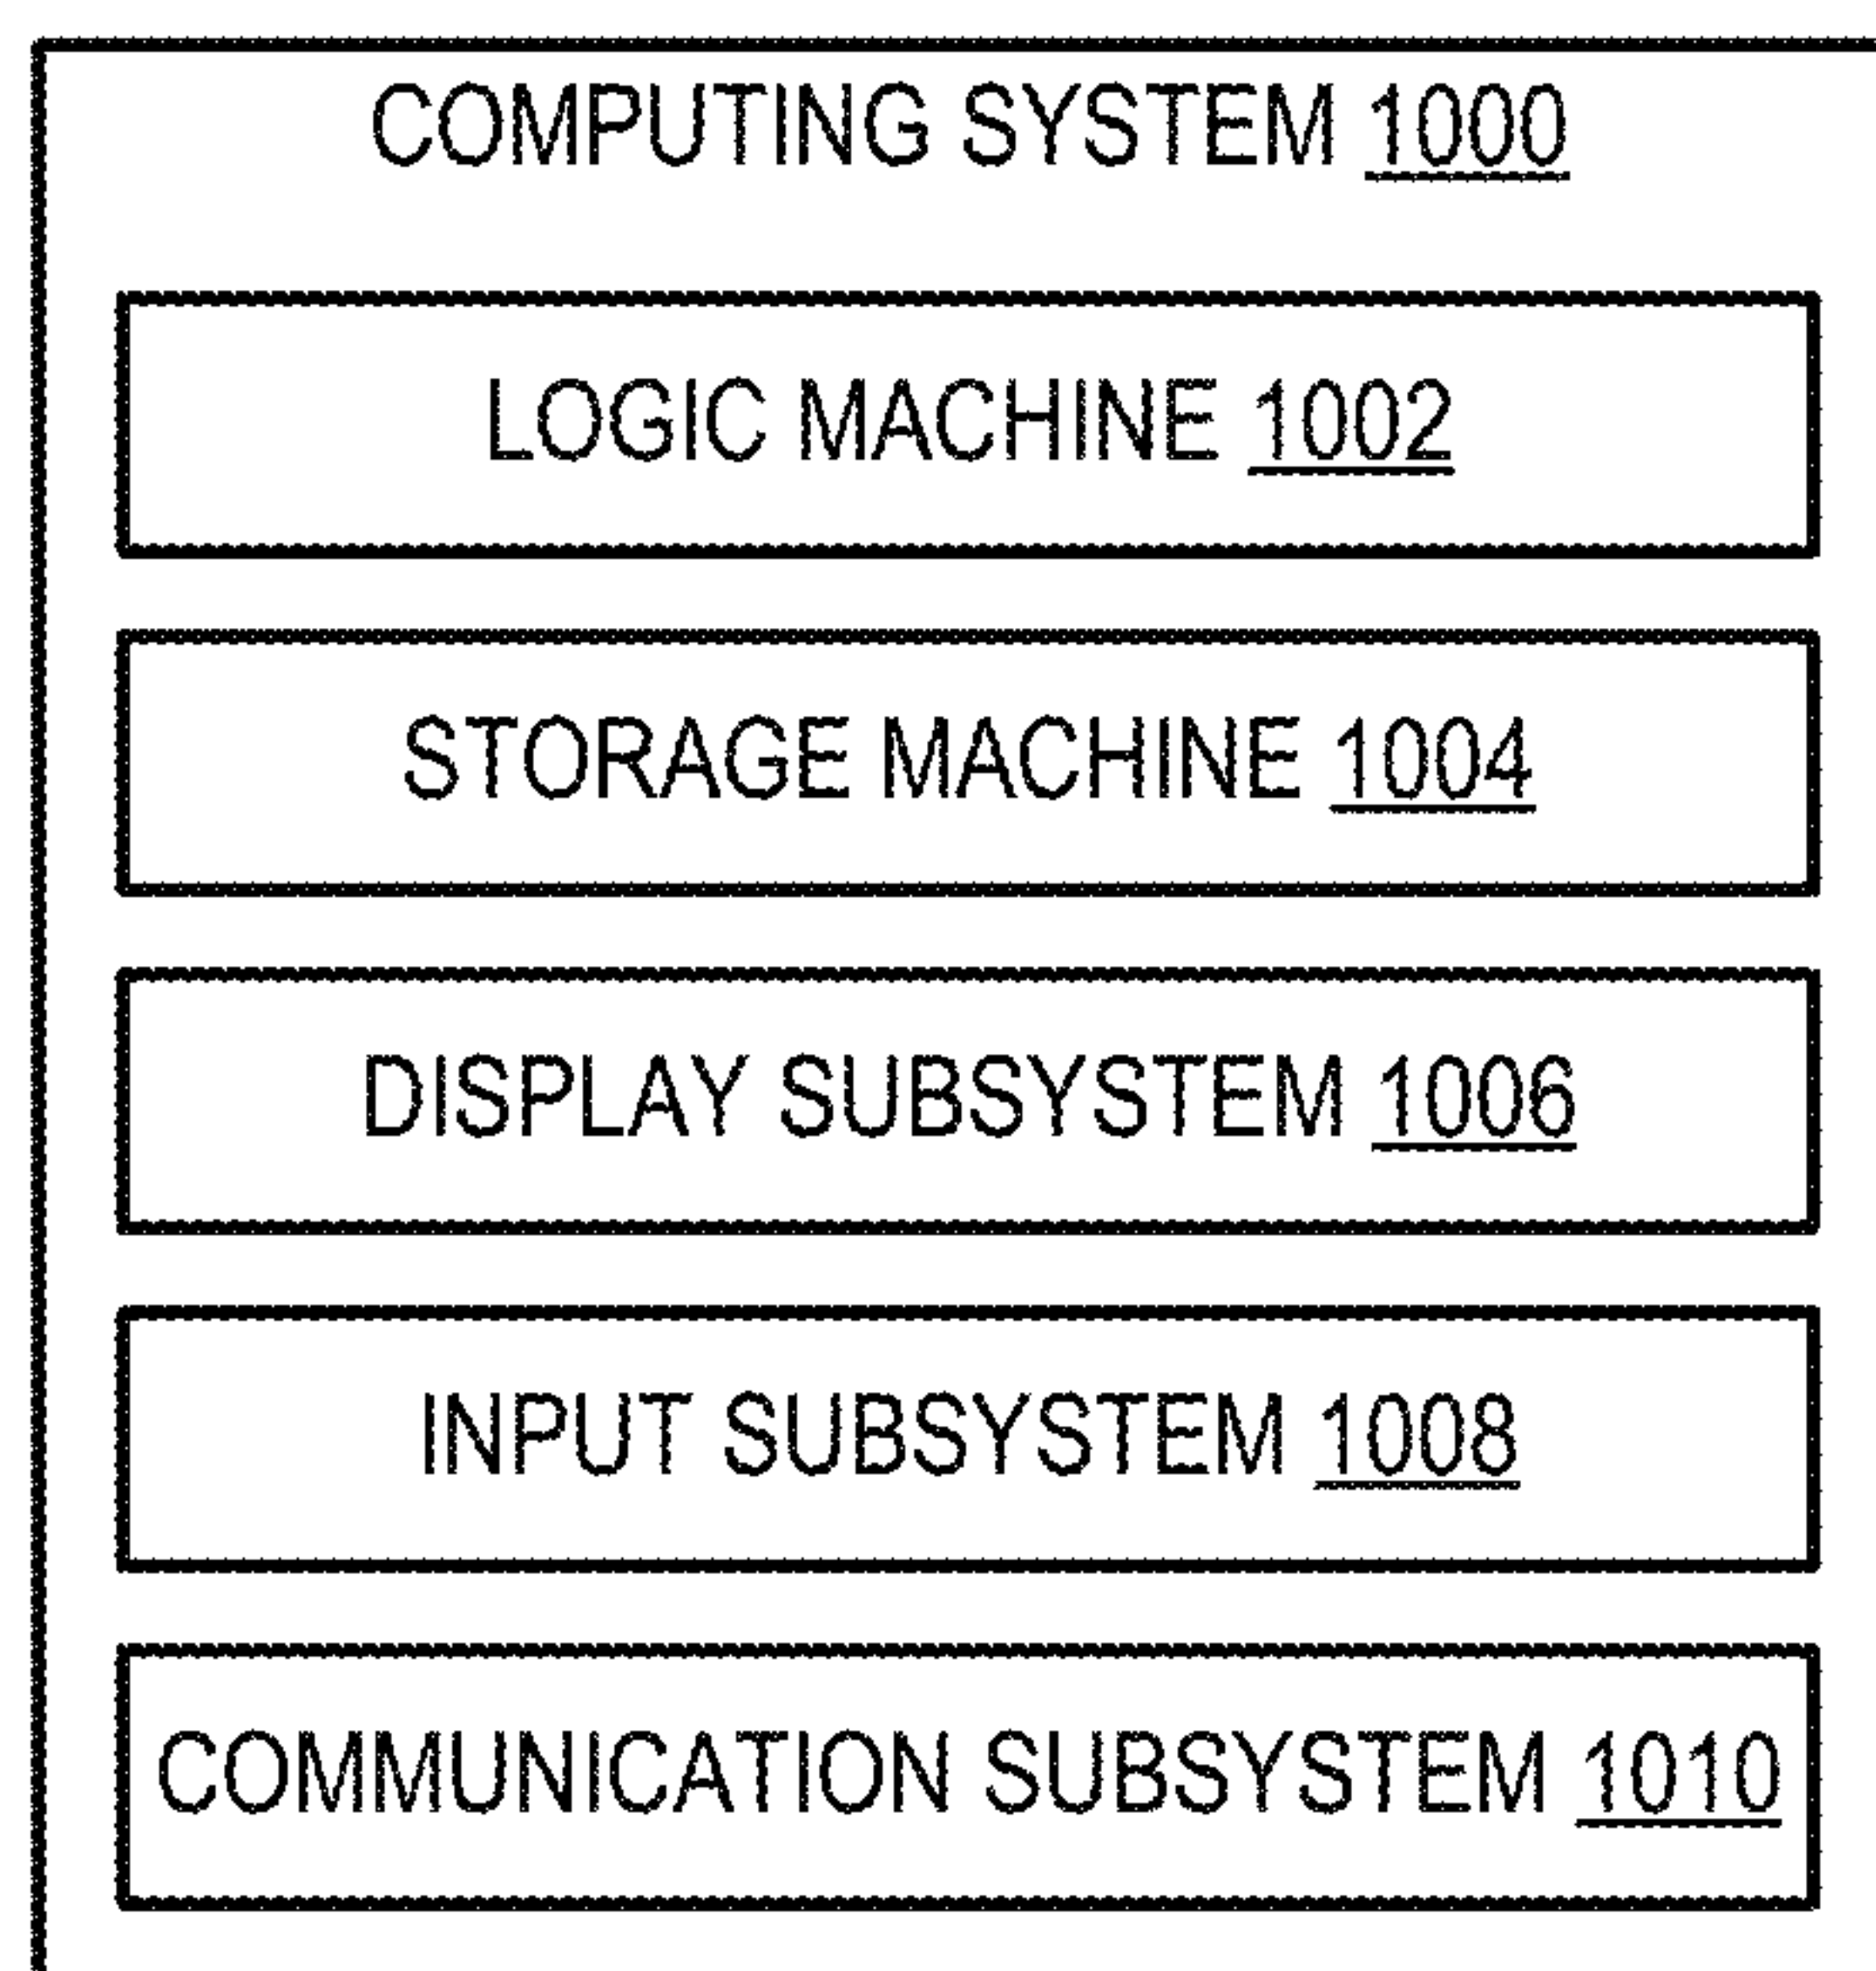 COMPUTING SYSTEM 1000
LOGIC MACHINE 1002
STORAGE MACHINE 1004
DISPLAY SUBSYSTEM 1006
INPUT SUBSYSTEM 1008
COMMUNICATION SUBSYSTEM 1010